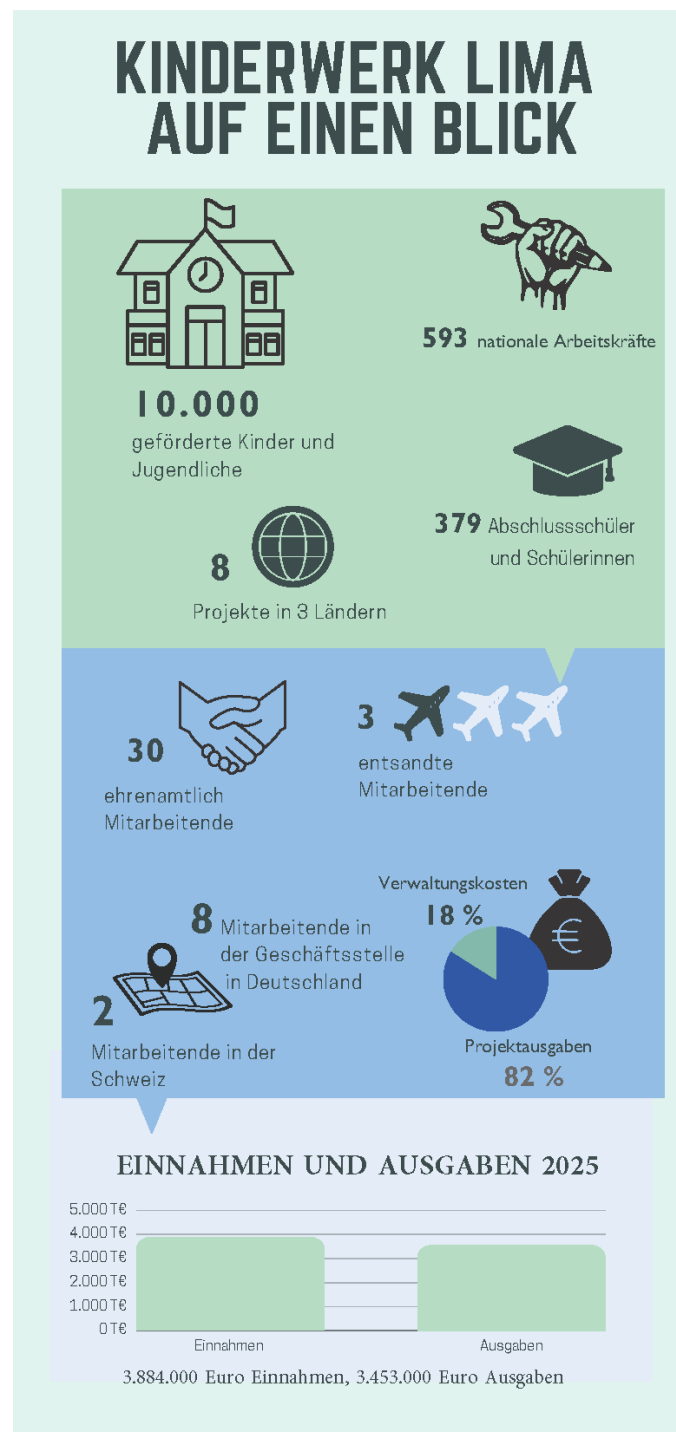 KINDERWERK LIMA
AUF EINEN BLICK
593 nationale Arbeitskräfte
10.000
geförderte Kinder und
Jugendliche
379 Abschlussschüler
und Schülerinnen
8
Projekte in 3 Ländern
30
ehrenamtlich
Mitarbeitende
3
entsandte
Mitarbeitende
8 Mitarbeitende in
der Geschäftsstelle
in Deutschland
2
Mitarbeitende in der
Schweiz
Verwaltungskosten
18 %
€
Projektausgaben
82 %
EINNAHMEN UND AUSGABEN 2025
5.000 T€
4.000 T€
3.000 T€
2.000 T€
1.000 T€
0 T€
Einnahmen
Ausgaben
3.884.000 Euro Einnahmen, 3.453.000 Euro Ausgaben